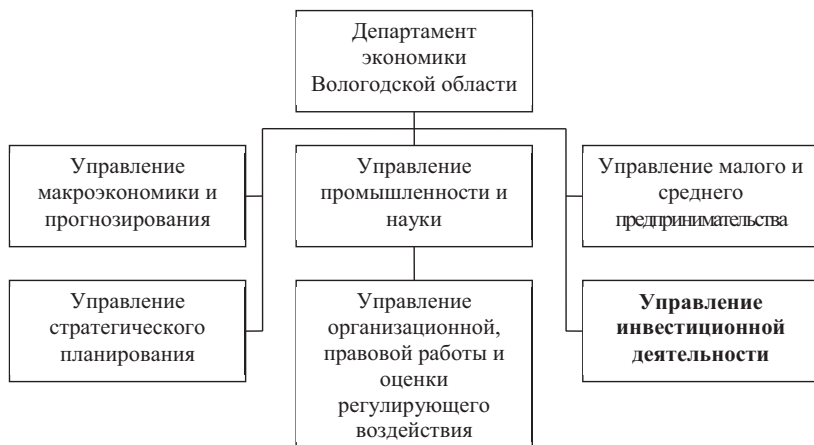 Департамент
экономики
Вологодской области
Управление
макроэкономики и
прогнозирования
Управление
промышленности и
науки
Управление малого и
среднего
предпринимательства
Управление
стратегического
планирования
Управление
организационной,
правовой работы и
оценки
регулирующего
воздействия
Управление
инвестиционной
деятельности